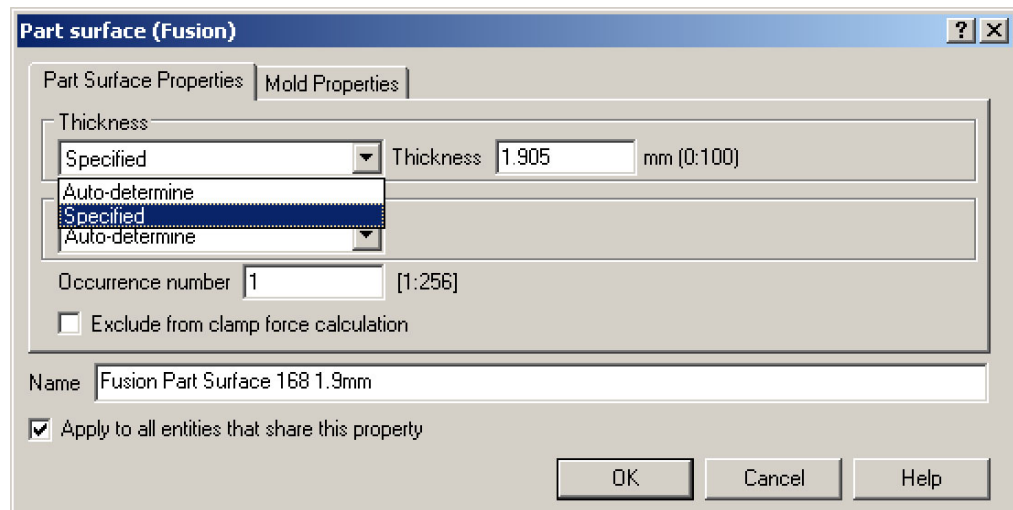 Part surface (Fusion)
Part Surface Properties Mold Properties
Thickness
Specified Thickness 1.905 mm (0:100)
Auto-determine
Specified
Auto-determine
Occurrence number 1 [1:256]
Exclude from clamp force calculation
Name Fusion Part Surface 168 1.9mm
Apply to all entities that share this property
OK Cancel Help